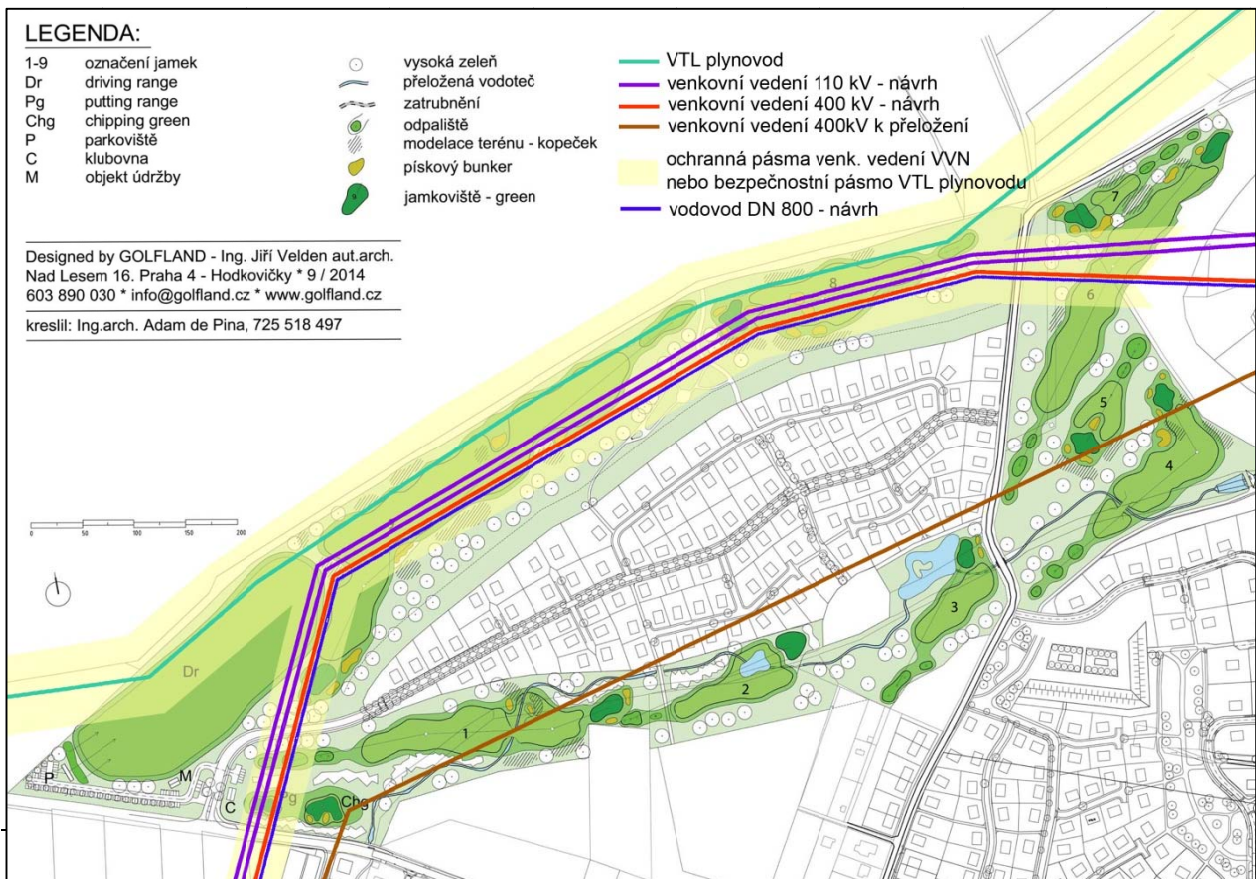 LEGENDA:
1-9 označení jamek
Dr driving range
Pg putting range
Chg chipping green
P parkoviště
C klubovna
M objekt údržby
vysoká zeleň
přeložená vodoteč
zatrubnění
odpaliště
modelace terénu - kopeček
pískový bunker
9
jamkoviště - green
VTL plynovod
venkovní vedení 110 kV - návrh
venkovní vedení 400 kV - návrh
venkovní vedení 400kV k přeložení
ochranná pásma venk. vedení VVN
nebo bezpečnostní pásmo VTL plynovodu
vodovod DN 800 - návrh
Designed by GOLFLAND - Ing. Jiří Velden aut.arch.
Nad Lesem 16. Praha 4 - Hodkovičky * 9 / 2014
603 890 030 * info@golfland.cz * www.golfland.cz
kreslil: Ing.arch. Adam de Pina, 725 518 497
7
8
6
5
4
0 50 100 150 200
3
Dr
2
1
P
M
C
Pg
Chg